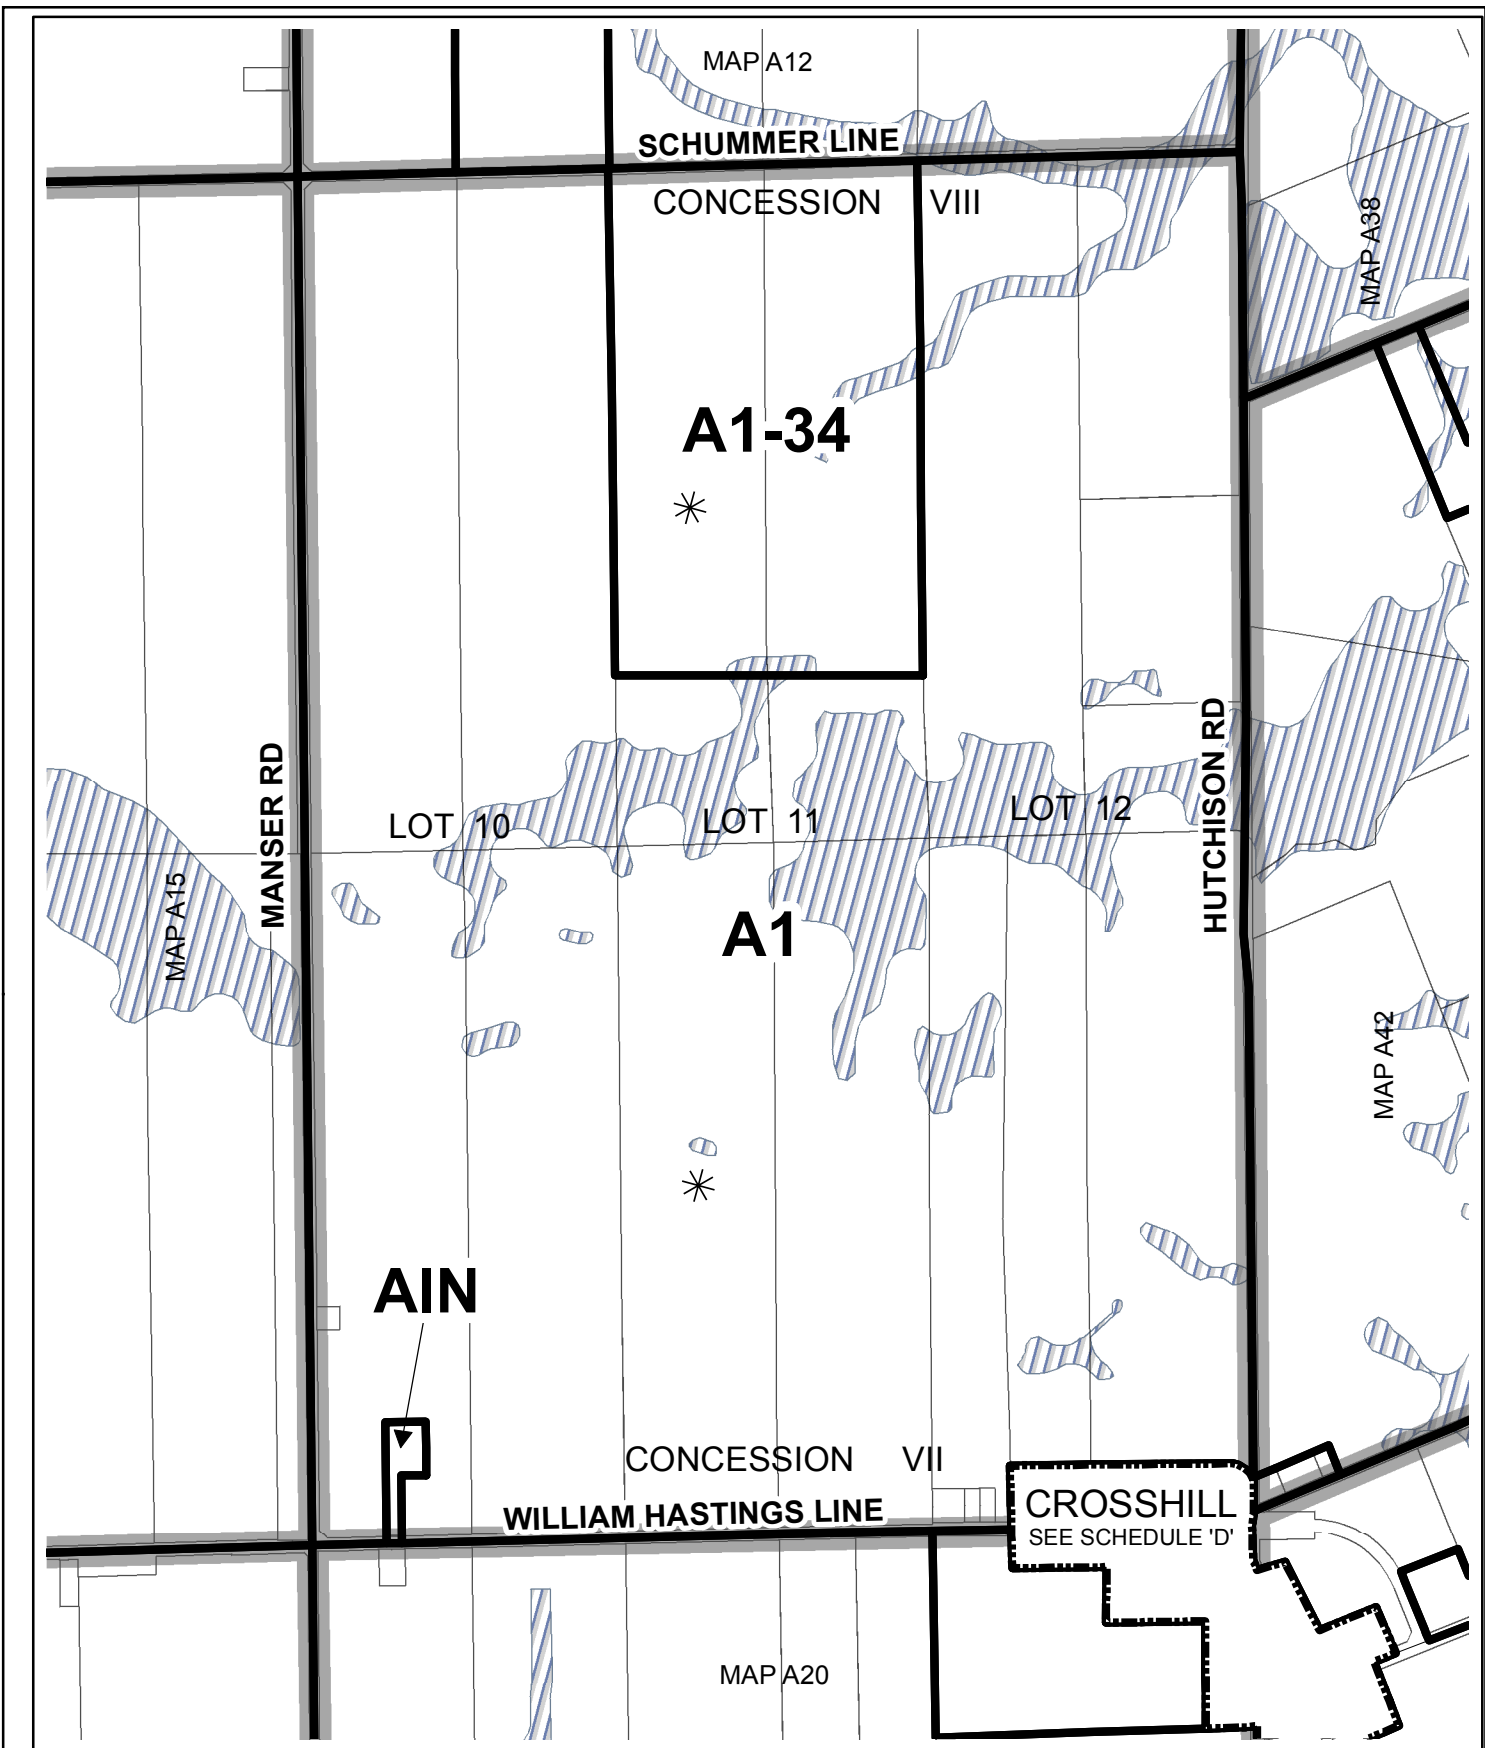 MAP A12
SCHUMMER LINE
CONCESSION VIII
MAP A38
A1-34
MANSER RD
HUTCHISON RD
LOT 10
LOT 11
LOT 12
MAP A15
A1
MAP A42
AIN
CONCESSION VII
WILLIAM HASTINGS LINE
CROSSHILL
SEE SCHEDULE 'D'
MAP A20